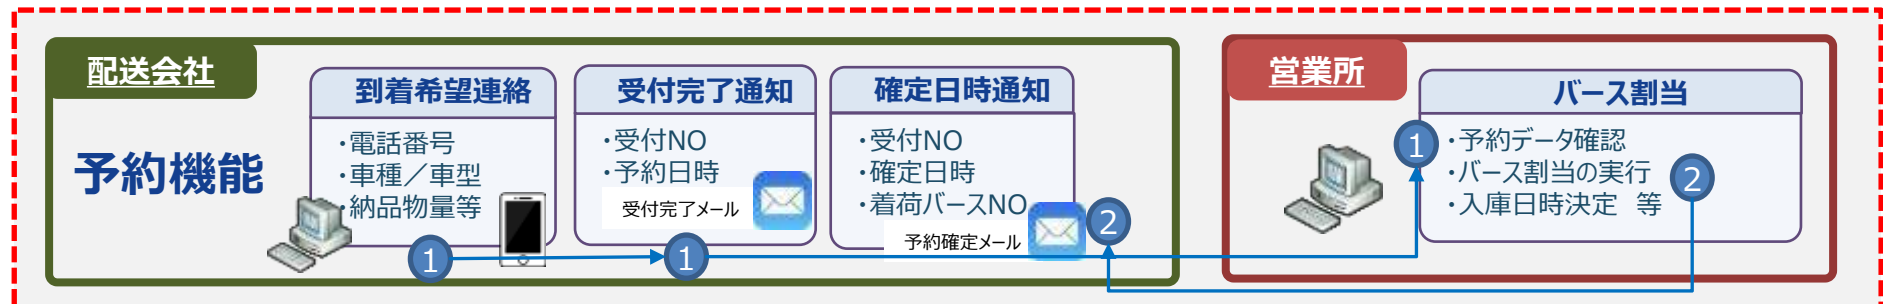 配送会社
予約機能
到着希望連絡
・電話番号
・車種／車型
・納品物量等
①
受付完了通知
・受付NO
・予約日時
受付完了メール
①
確定日時通知
・受付NO
・確定日時
・着荷バースNO
予約確定メール
②
営業所
バース割当
①
・予約データ確認
・バース割当の実行
②
・入庫日時決定　等